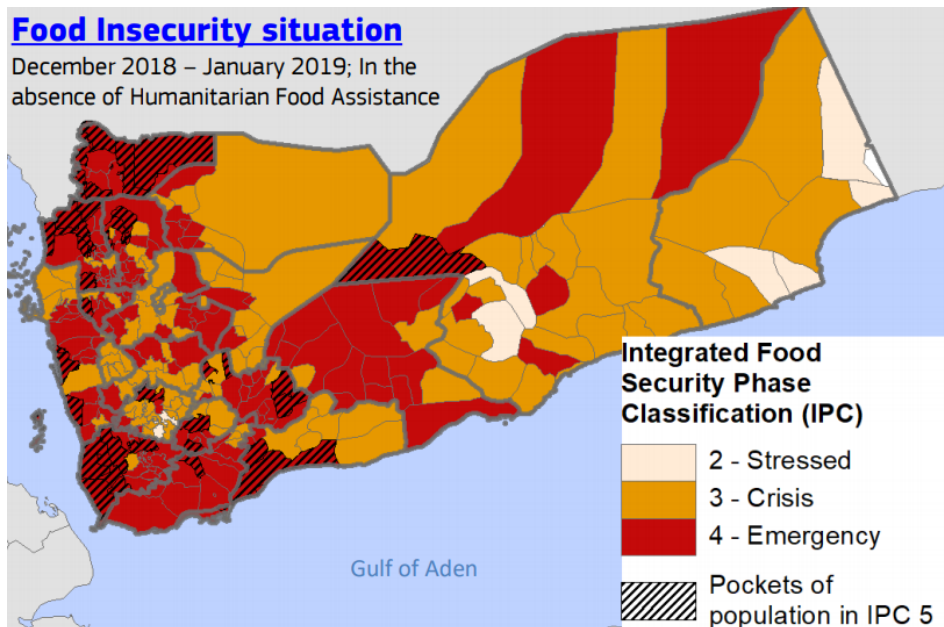 Food Insecurity situation
December 2018 – January 2019; In the
absence of Humanitarian Food Assistance
Integrated Food
Security Phase
Classification (IPC)
2 - Stressed
3 - Crisis
4 - Emergency
Pockets of
population in IPC 5
Gulf of Aden